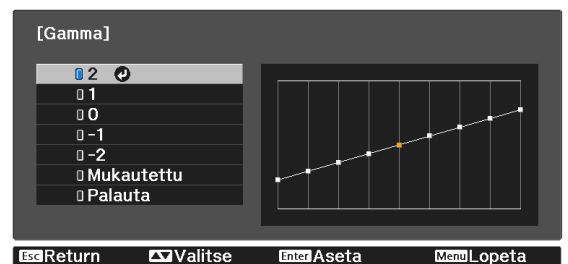 [Gamma]
2
1
0
-1
-2
Mukautettu
Palauta
Esc Return Valitse Enter Aseta Menu Lopeta